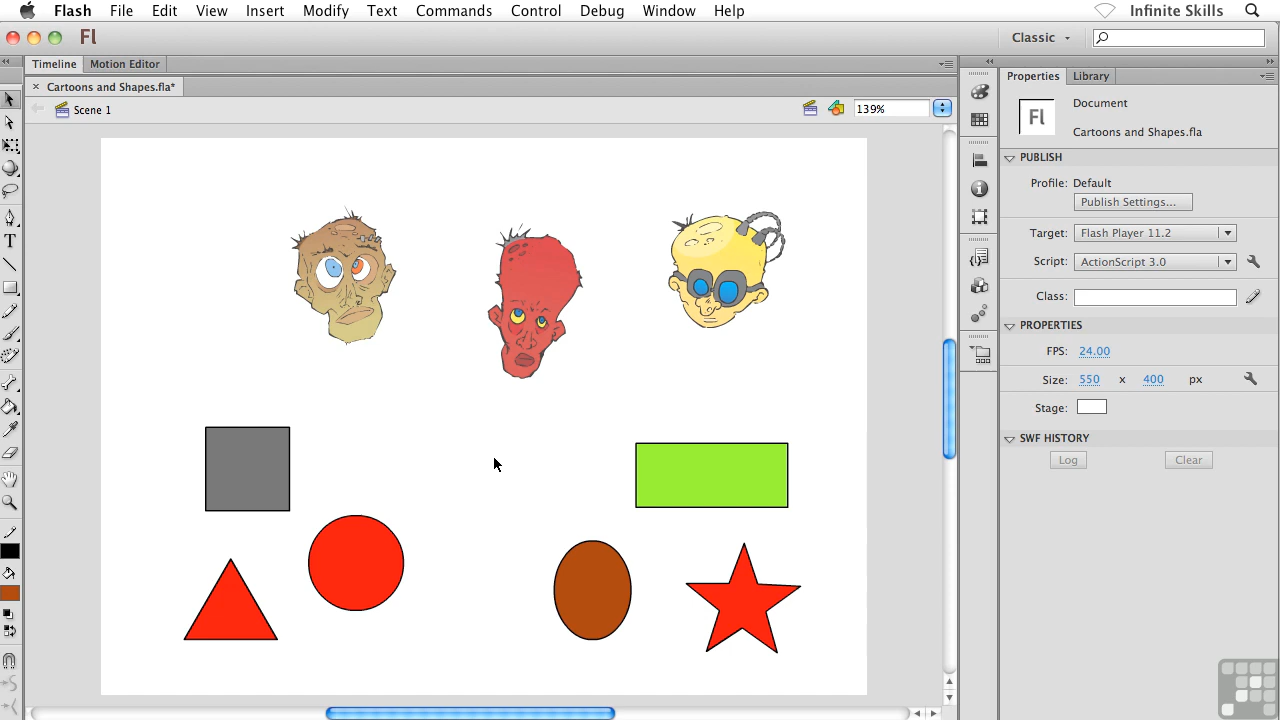 Flash File Edit View Insert Modify Text Commands Control Debug Window Help Infinite Skills
Fl Classic
Timeline Motion Editor
Cartoons and Shapes.fla*
Scene 1 139%
Properties Library
Fl
Document
Cartoons and Shapes.fla
PUBLISH
Profile: Default
Publish Settings...
Target: Flash Player 11.2
Script: ActionScript 3.0
Class:
PROPERTIES
FPS: 24.00
Size: 550 x 400 px
Stage:
SWF HISTORY
Log Clear
T